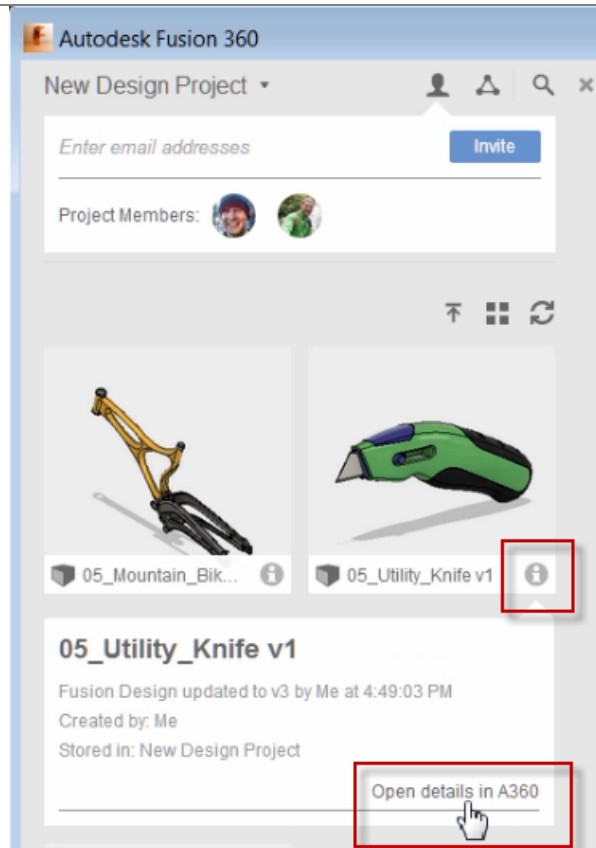 Autodesk Fusion 360
New Design Project
Enter email addresses
Invite
Project Members:
05_Mountain_Bik...
05_Utility_Knife v1
05_Utility_Knife v1
Fusion Design updated to v3 by Me at 4:49:03 PM
Created by: Me
Stored in: New Design Project
Open details in A360